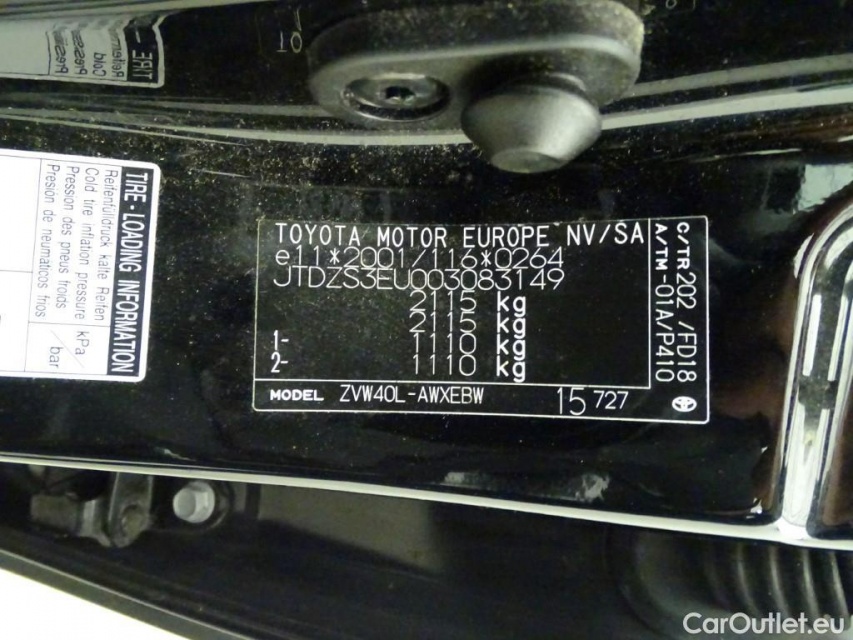 TIRE-LOADING INFORMATION
Reifenfülldruck kalte Reifen
Cold tire inflation pressure kPa
Pression des pneus froids
Presión de neumaticos frios / bar
TOYOTA MOTOR EUROPE NV/SA
e11*2001/116*0264
JTDZS3EU003083149
2115 kg
2115 kg
1- 1110 kg
2- 1110 kg
MODEL ZVW40L-AWXEBW 15 727
C/TR 202 /FD18
A/TM -01A/P410
CarOutlet.eu